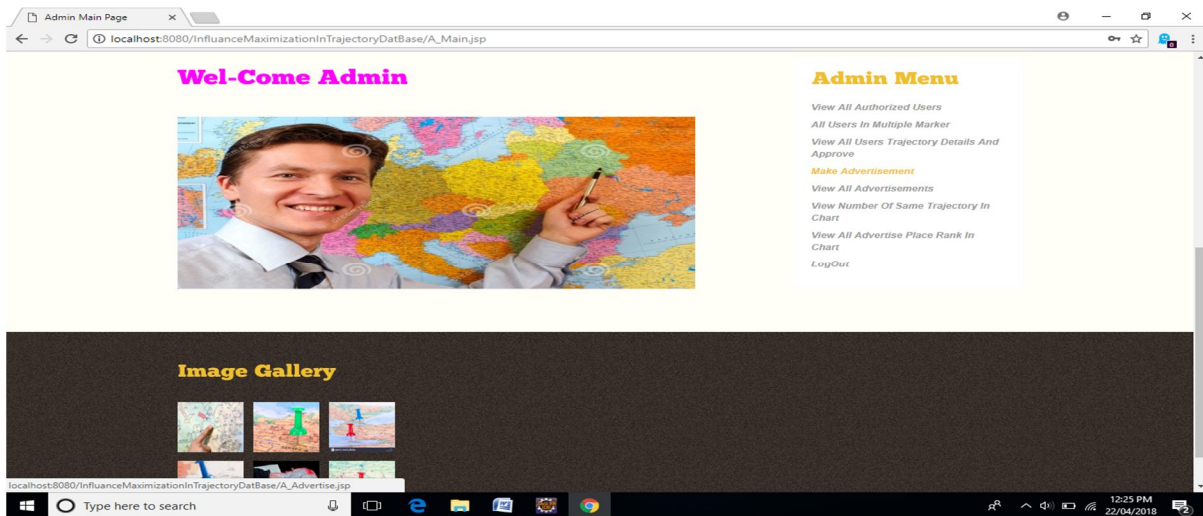 Admin Main Page
localhost:8080/InfluanceMaximizationInTrajectoryDatBase/A_Main.jsp
Wel-Come Admin
Admin Menu
View All Authorized Users
All Users In Multiple Marker
View All Users Trajectory Details And
Approve
Make Advertisement
View All Advertisements
View Number Of Same Trajectory In
Chart
View All Advertise Place Rank In
Chart
LogOut
Image Gallery
localhost:8080/InfluanceMaximizationInTrajectoryDatBase/A_Advertise.jsp
Type here to search
12:25 PM
22/04/2018